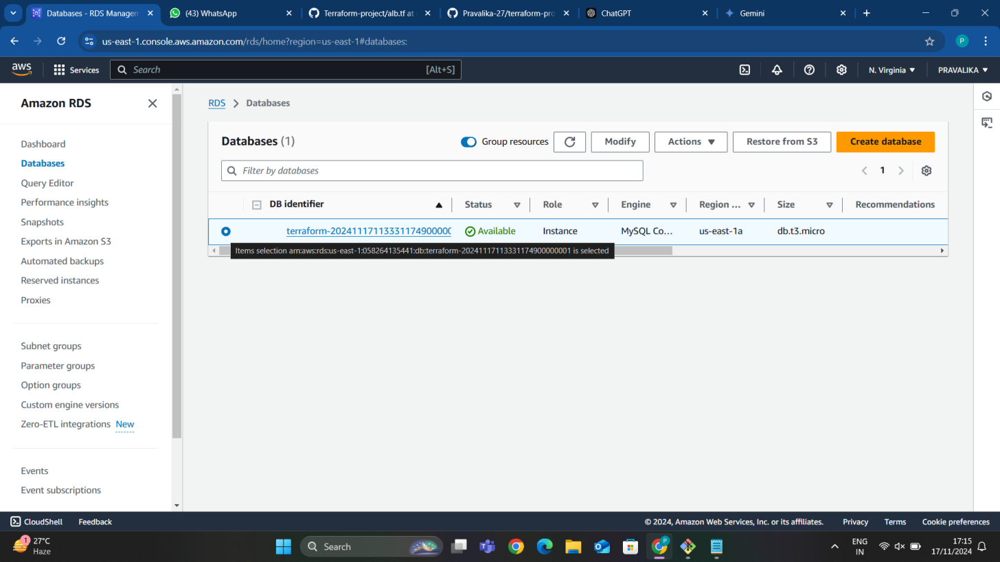 Databases - RDS Managem
(43) WhatsApp
Terraform-project/alb.tf at
Pravalika-27/terraform-pro
ChatGPT
Gemini
us-east-1.console.aws.amazon.com/rds/home?region=us-east-1#databases:
P
aws
Services
Search
[Alt+S]
N. Virginia
PRAVALIKA
Amazon RDS
Dashboard
Databases
Query Editor
Performance insights
Snapshots
Exports in Amazon S3
Automated backups
Reserved instances
Proxies
Subnet groups
Parameter groups
Option groups
Custom engine versions
Zero-ETL integrations New
Events
Event subscriptions
RDS > Databases
Databases (1)
Group resources
Modify
Actions
Restore from S3
Create database
Filter by databases
1
DB identifier
Status
Role
Engine
Region ...
Size
Recommendations
terraform-20241117113331174900000
Available
Instance
MySQL Co...
us-east-1a
db.t3.micro
Items selection arn:aws:rds:us-east-1:058264135441:db:terraform-20241117113331174900000001 is selected
CloudShell
Feedback
© 2024, Amazon Web Services, Inc. or its affiliates.
Privacy
Terms
Cookie preferences
1
27°C
Haze
Search
P
ENG
IN
17:15
17/11/2024